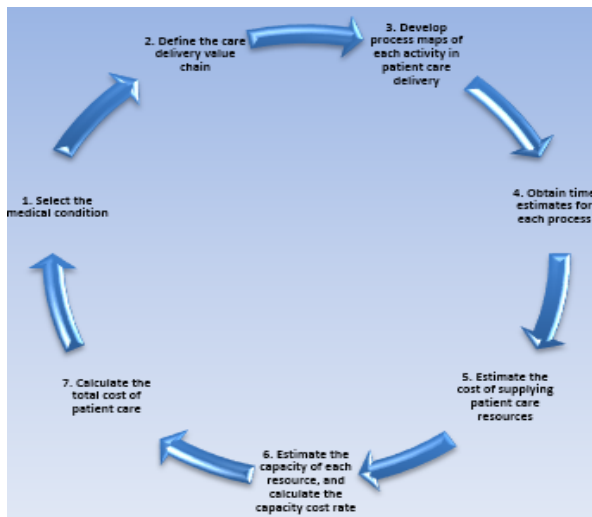 2. Define the care
delivery value
chain
3. Develop
process maps of
each activity in
patient care
delivery
1. Select the
medical condition
4. Obtain time
estimates for
each process
7. Calculate the
total cost of
patient care
5. Estimate the
cost of supplying
patient care
resources
6. Estimate the
capacity of each
resource, and
calculate the
capacity cost rate